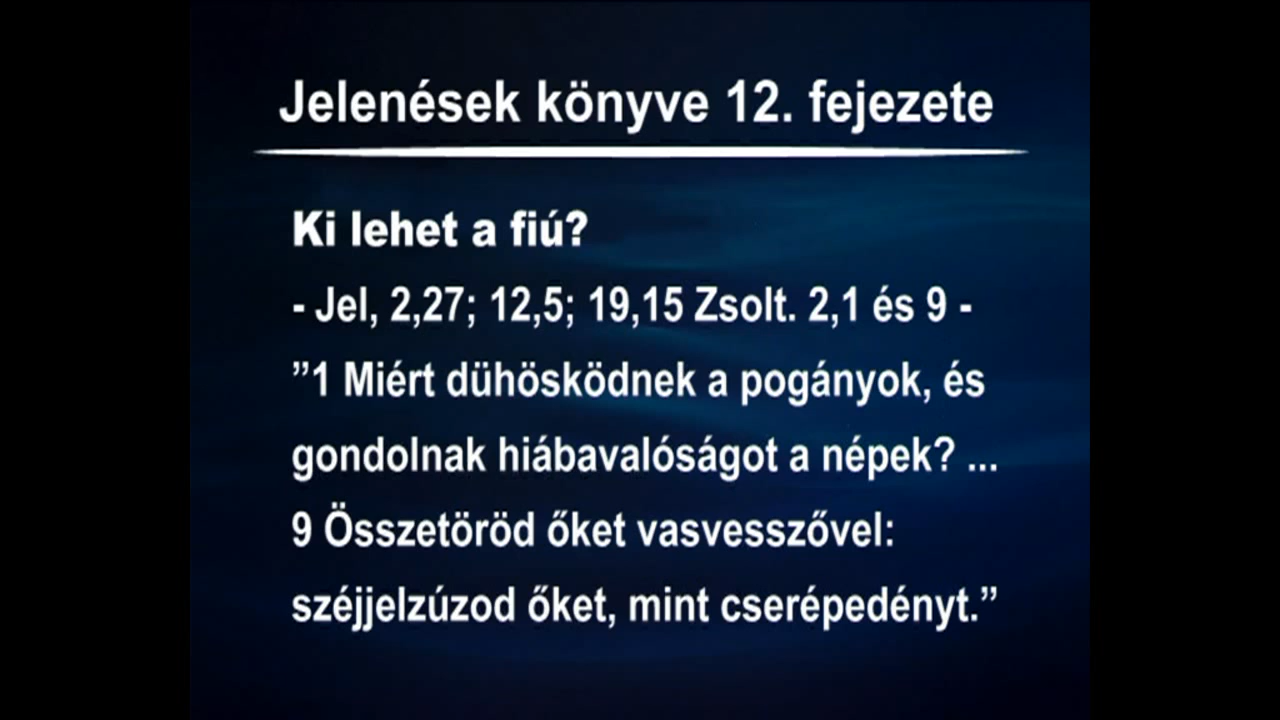 Jelenések könyve 12. fejezete
Ki lehet a fiú?
- Jel, 2,27; 12,5; 19,15 Zsolt. 2,1 és 9 -
”1 Miért dühösködnek a pogányok, és
gondolnak hiábavalóságot a népek? ...
9 Összetöröd őket vasvesszővel:
széjjelzúzod őket, mint cserépedényt.”